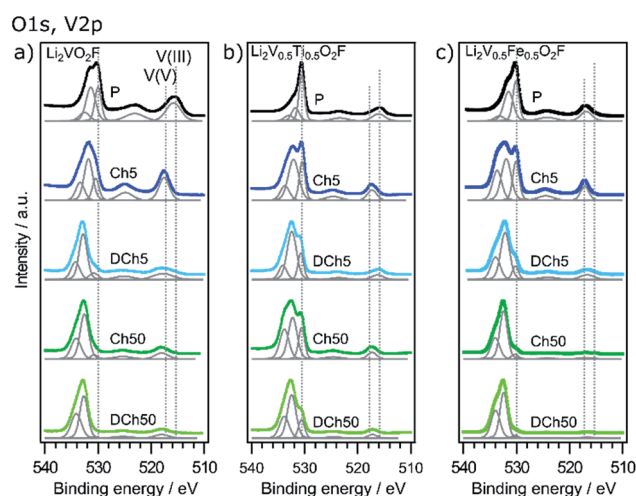 O1s, V2p
a) Li₂VO₂F
V(III)
V(V)
P
Ch5
DCh5
Ch50
DCh50
540 530 520 510
Binding energy / eV
Intensity / a.u.
b) Li₂V₀.₅Ti₀.₅O₂F
P
Ch5
DCh5
Ch50
DCh50
540 530 520 510
Binding energy / eV
c) Li₂V₀.₅Fe₀.₅O₂F
P
Ch5
DCh5
Ch50
DCh50
540 530 520 510
Binding energy / eV